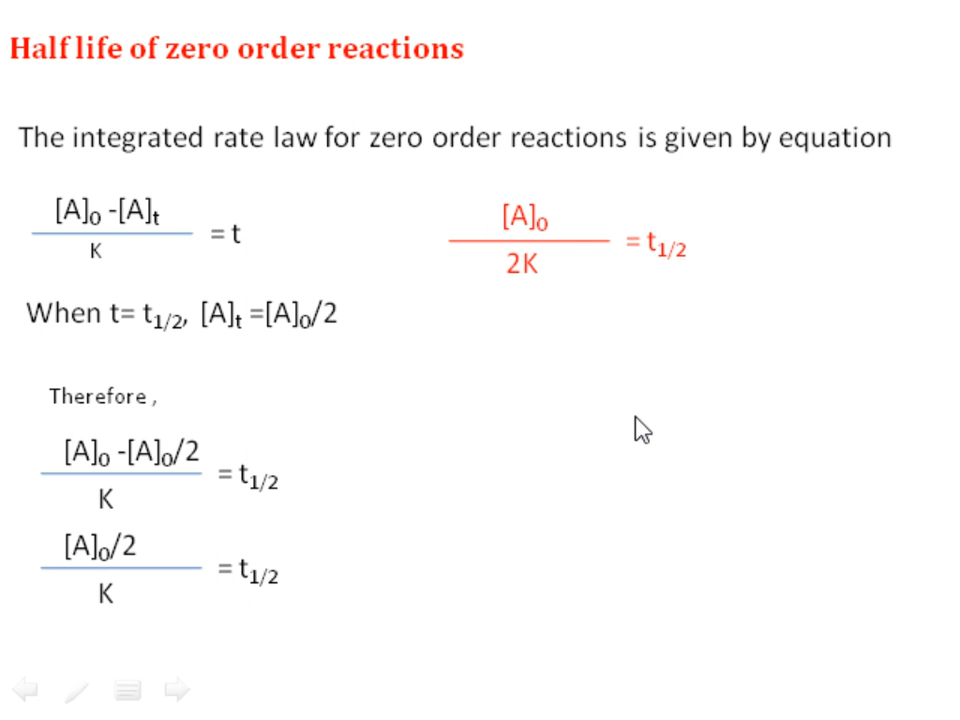 Half life of zero order reactions
The integrated rate law for zero order reactions is given by equation
[A]₀ -[A]ₜ
K
= t
[A]₀
2K
= t₁/₂
When t= t₁/₂, [A]ₜ =[A]₀/2
Therefore ,
[A]₀ -[A]₀/2
K
= t₁/₂
[A]₀/2
K
= t₁/₂